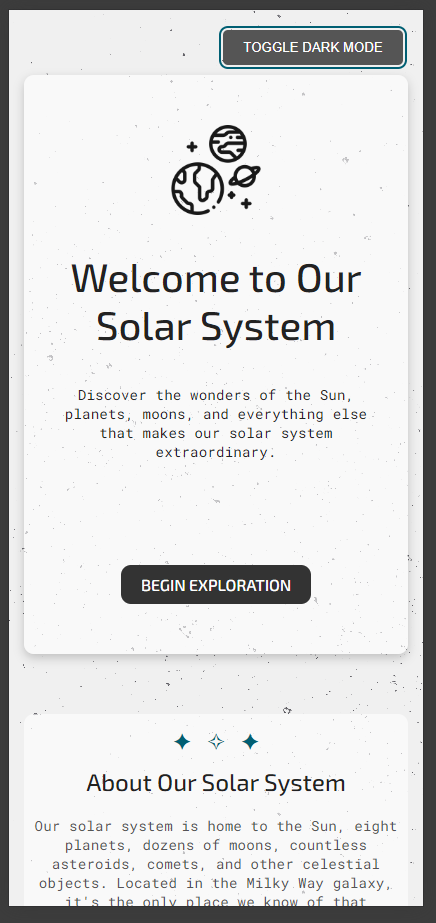 TOGGLE DARK MODE
Welcome to Our
Solar System
Discover the wonders of the Sun,
planets, moons, and everything else
that makes our solar system
extraordinary.
BEGIN EXPLORATION
About Our Solar System
Our solar system is home to the Sun, eight
planets, dozens of moons, countless
asteroids, comets, and other celestial
objects. Located in the Milky Way galaxy,
it's the only place we know of that